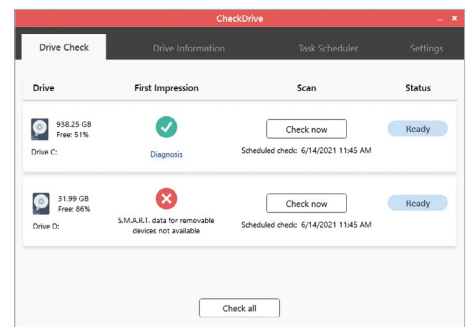 CheckDrive
Drive Check Drive Information Task Scheduler Settings
Drive First Impression Scan Status
938.25 GB
Free: 51%
Drive C:
Diagnosis
Check now
Scheduled check: 6/14/2021 11:45 AM
Ready
31.99 GB
Free: 86%
Drive D:
S.M.A.R.T. data for removable
devices not available
Check now
Scheduled check: 6/14/2021 11:45 AM
Ready
Check all